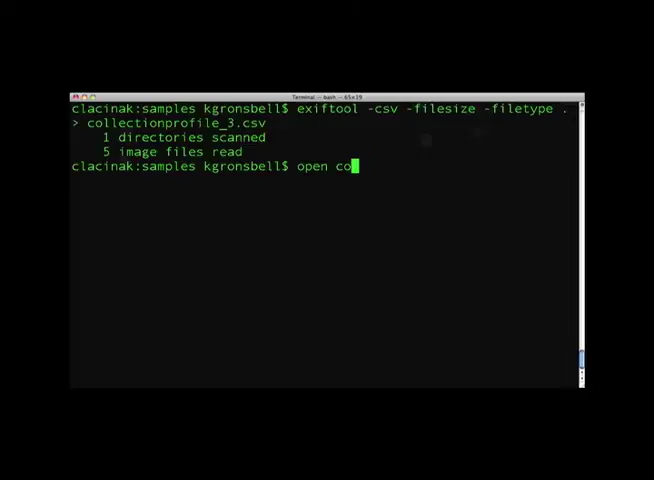 Terminal — bash — 65×19
clacinak:samples kgronsbell$ exiftool -csv -filesize -filetype .
> collectionprofile_3.csv
1 directories scanned
5 image files read
clacinak:samples kgronsbell$ open co